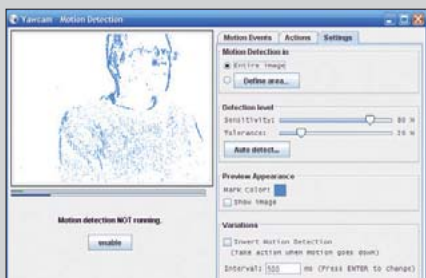 Yawcam - Motion Detection
Motion Events Actions Settings
Motion Detection in
Entire image
Define area...
Detection level
Sensitivity: 80 %
Tolerance: 20 %
Auto detect...
Preview Appearance
Mark Color:
Show image
Motion detection NOT running.
enable
Variations
Invert Motion Detection
(Take action when motion goes down)
Interval: 500 ms (Press ENTER to change)